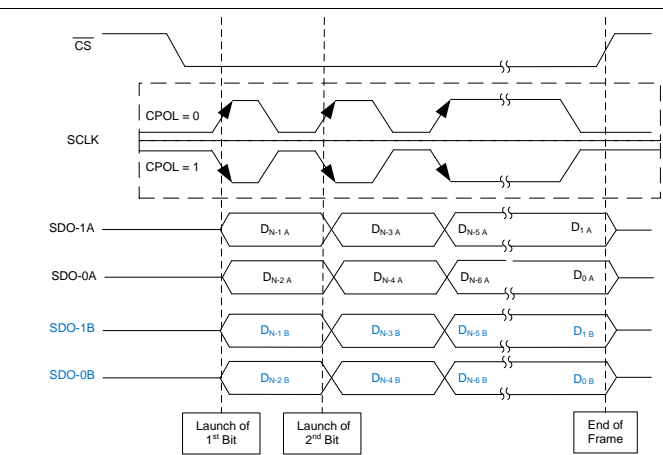 CS
CPOL = 0
SCLK
CPOL = 1
SDO-1A D_N-1 A D_N-3 A D_N-5 A D_1 A
SDO-0A D_N-2 A D_N-4 A D_N-6 A D_0 A
SDO-1B D_N-1 B D_N-3 B D_N-5 B D_1 B
SDO-0B D_N-2 B D_N-4 B D_N-6 B D_0 B
Launch of
1st Bit
Launch of
2nd Bit
End of
Frame